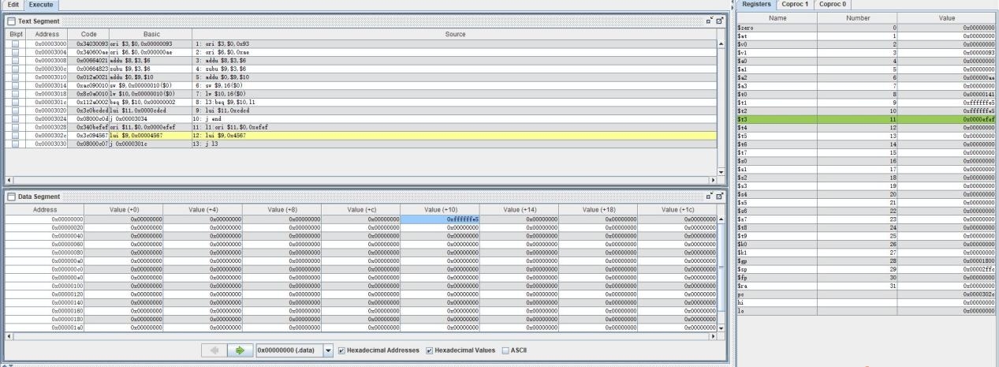 Edit Execute
Text Segment
Bkpt Address Code Basic Source
0x00003000 0x34030093 ori $3,$0,0x00000093 1: ori $3,$0,0x93
0x00003004 0x340600ae ori $6,$0,0x000000ae 2: ori $6,$0,0xae
0x00003008 0x00664021 addu $8,$3,$6 3: addu $8,$3,$6
0x0000300c 0x00664823 subu $9,$3,$6 4: subu $9,$3,$6
0x00003010 0x012a0021 addu $0,$9,$10 5: addu $0,$9,$10
0x00003014 0xac090010 sw $9,0x00000010($0) 6: sw $9,16($0)
0x00003018 0x8c0a0010 lw $10,0x00000010($0) 7: lw $10,16($0)
0x0000301c 0x112a0002 beq $9,$10,0x00000002 8: l3:beq $9,$10,l1
0x00003020 0x3c0bcdcd lui $11,0x0000cdcd 9: lui $11,0xcdcd
0x00003024 0x08000c0d j 0x00003034 10: j end
0x00003028 0x340befef ori $11,$0,0x0000efef 11: l1:ori $11,$0,0xefef
0x0000302c 0x3c094567 lui $9,0x00004567 12: lui $9,0x4567
0x00003030 0x08000c07 j 0x0000301c 13: j l3
Data Segment
Address Value (+0) Value (+4) Value (+8) Value (+c) Value (+10) Value (+14) Value (+18) Value (+1c)
0x00000000 0x00000000 0x00000000 0x00000000 0x00000000 0xffffffe5 0x00000000 0x00000000 0x00000000
0x00000020 0x00000000 0x00000000 0x00000000 0x00000000 0x00000000 0x00000000 0x00000000 0x00000000
0x00000040 0x00000000 0x00000000 0x00000000 0x00000000 0x00000000 0x00000000 0x00000000 0x00000000
0x00000060 0x00000000 0x00000000 0x00000000 0x00000000 0x00000000 0x00000000 0x00000000 0x00000000
0x00000080 0x00000000 0x00000000 0x00000000 0x00000000 0x00000000 0x00000000 0x00000000 0x00000000
0x000000a0 0x00000000 0x00000000 0x00000000 0x00000000 0x00000000 0x00000000 0x00000000 0x00000000
0x000000c0 0x00000000 0x00000000 0x00000000 0x00000000 0x00000000 0x00000000 0x00000000 0x00000000
0x000000e0 0x00000000 0x00000000 0x00000000 0x00000000 0x00000000 0x00000000 0x00000000 0x00000000
0x00000100 0x00000000 0x00000000 0x00000000 0x00000000 0x00000000 0x00000000 0x00000000 0x00000000
0x00000120 0x00000000 0x00000000 0x00000000 0x00000000 0x00000000 0x00000000 0x00000000 0x00000000
0x00000140 0x00000000 0x00000000 0x00000000 0x00000000 0x00000000 0x00000000 0x00000000 0x00000000
0x00000160 0x00000000 0x00000000 0x00000000 0x00000000 0x00000000 0x00000000 0x00000000 0x00000000
0x00000180 0x00000000 0x00000000 0x00000000 0x00000000 0x00000000 0x00000000 0x00000000 0x00000000
0x000001a0 0x00000000 0x00000000 0x00000000 0x00000000 0x00000000 0x00000000 0x00000000 0x00000000
0x00000000 (.data) Hexadecimal Addresses Hexadecimal Values ASCII
Registers Coproc 1 Coproc 0
Name Number Value
$zero 0 0x00000000
$at 1 0x00000000
$v0 2 0x00000000
$v1 3 0x00000093
$a0 4 0x00000000
$a1 5 0x00000000
$a2 6 0x000000ae
$a3 7 0x00000000
$t0 8 0x00000141
$t1 9 0xffffffe5
$t2 10 0xffffffe5
$t3 11 0x0000efef
$t4 12 0x00000000
$t5 13 0x00000000
$t6 14 0x00000000
$t7 15 0x00000000
$s0 16 0x00000000
$s1 17 0x00000000
$s2 18 0x00000000
$s3 19 0x00000000
$s4 20 0x00000000
$s5 21 0x00000000
$s6 22 0x00000000
$s7 23 0x00000000
$t8 24 0x00000000
$t9 25 0x00000000
$k0 26 0x00000000
$k1 27 0x00000000
$gp 28 0x00001800
$sp 29 0x00002ffc
$fp 30 0x00000000
$ra 31 0x00000000
pc 0x0000302c
hi 0x00000000
lo 0x00000000